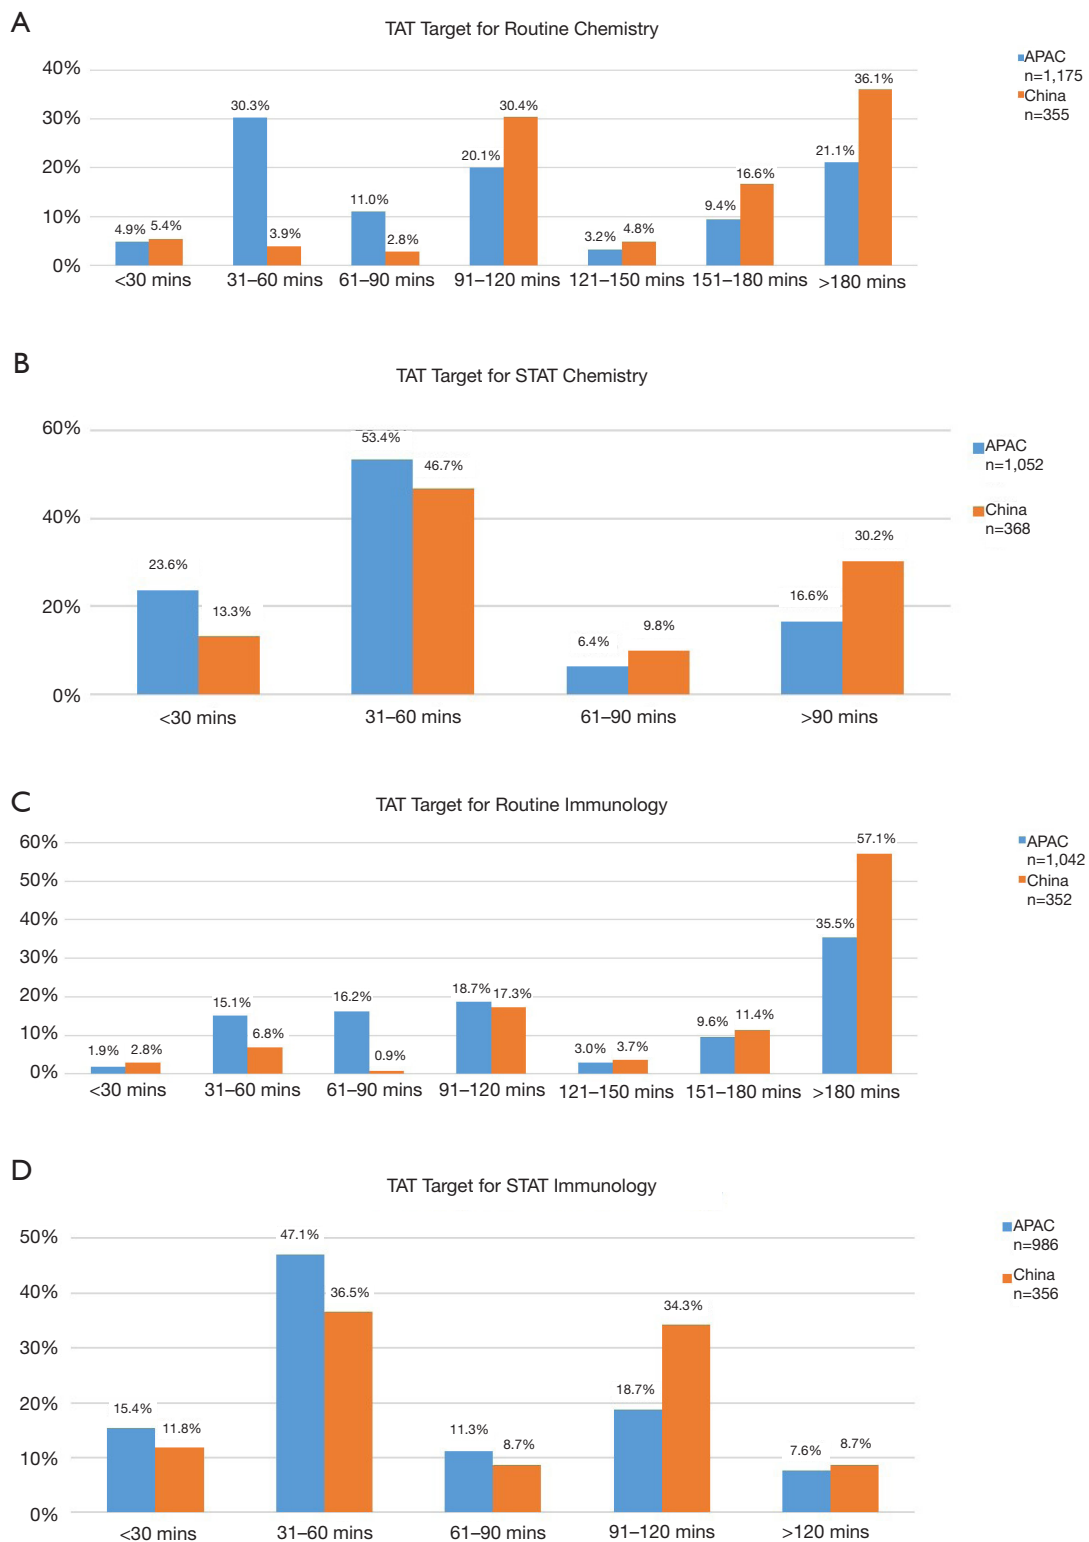 A
TAT Target for Routine Chemistry
APAC
n=1,175
China
n=355
40%
30%
20%
10%
0%
4.9% 5.4%
30.3%
3.9%
11.0%
2.8%
20.1%
30.4%
3.2% 4.8%
9.4%
16.6%
21.1%
36.1%
<30 mins 31–60 mins 61–90 mins 91–120 mins 121–150 mins 151–180 mins >180 mins
B
TAT Target for STAT Chemistry
APAC
n=1,052
China
n=368
60%
40%
20%
0%
23.6%
13.3%
53.4%
46.7%
6.4%
9.8%
16.6%
30.2%
<30 mins 31–60 mins 61–90 mins >90 mins
C
TAT Target for Routine Immunology
APAC
n=1,042
China
n=352
60%
50%
40%
30%
20%
10%
0%
1.9% 2.8%
15.1%
6.8%
16.2%
0.9%
18.7% 17.3%
3.0% 3.7%
9.6% 11.4%
35.5%
57.1%
<30 mins 31–60 mins 61–90 mins 91–120 mins 121–150 mins 151–180 mins >180 mins
D
TAT Target for STAT Immunology
APAC
n=986
China
n=356
50%
40%
30%
20%
10%
0%
15.4%
11.8%
47.1%
36.5%
11.3%
8.7%
18.7%
34.3%
7.6% 8.7%
<30 mins 31–60 mins 61–90 mins 91–120 mins >120 mins